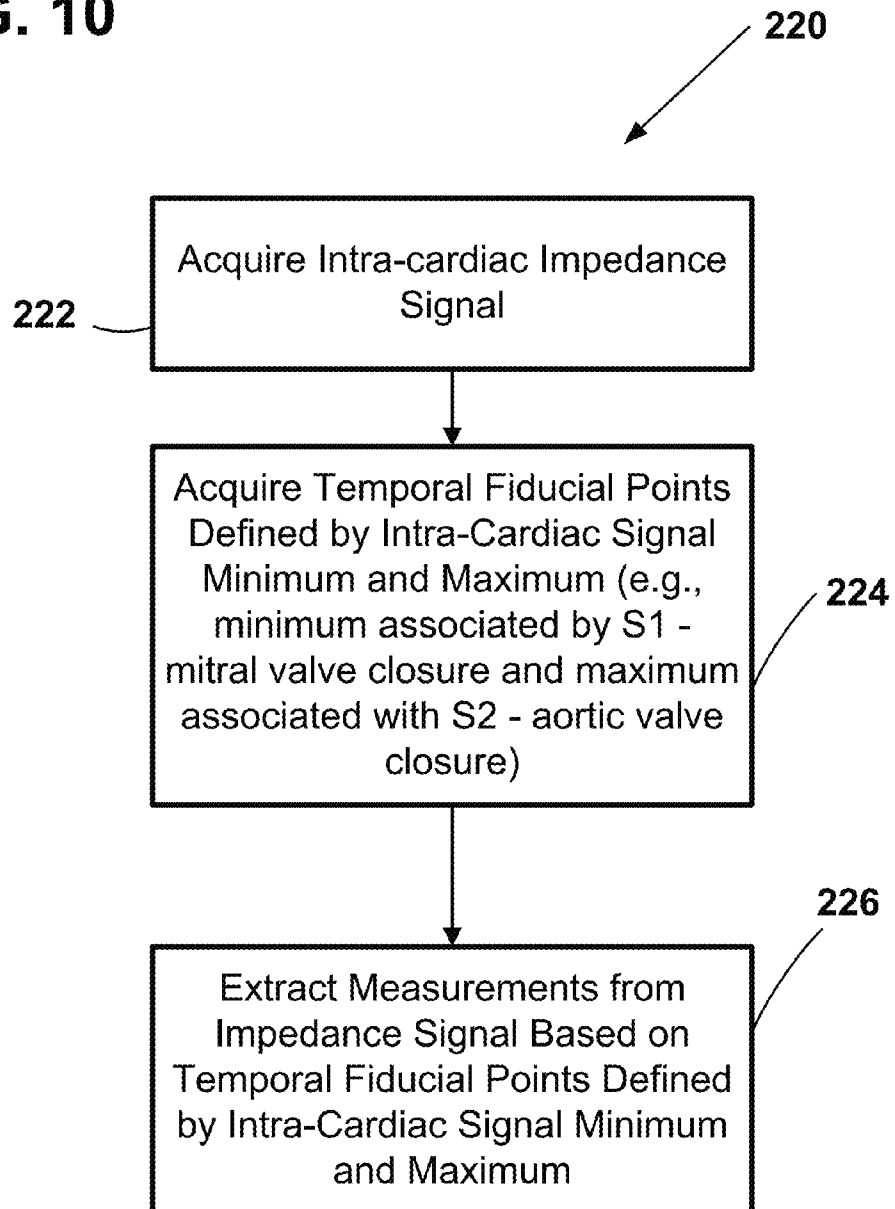 G. 10
220
Acquire Intra-cardiac Impedance
Signal
222
Acquire Temporal Fiducial Points
Defined by Intra-Cardiac Signal
Minimum and Maximum (e.g.,
minimum associated by S1 -
mitral valve closure and maximum
associated with S2 - aortic valve
closure)
224
226
Extract Measurements from
Impedance Signal Based on
Temporal Fiducial Points Defined
by Intra-Cardiac Signal Minimum
and Maximum